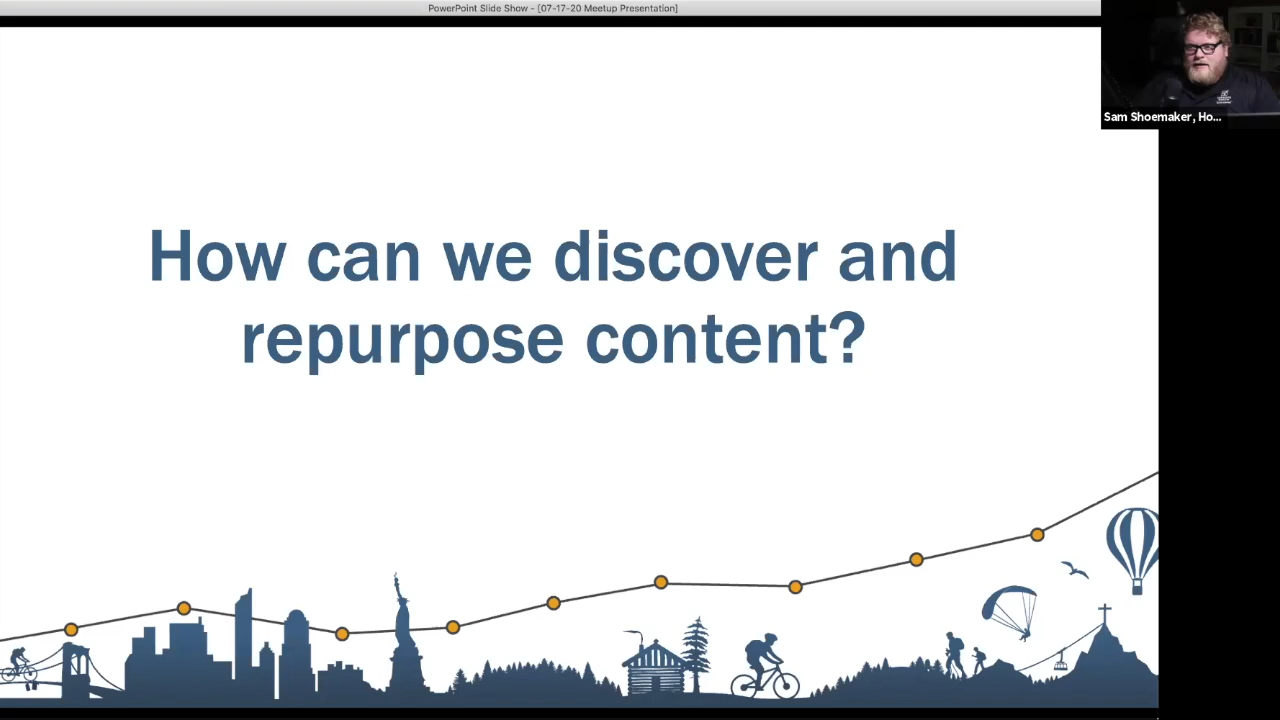 PowerPoint Slide Show - [07-17-20 Meetup Presentation]
Sam Shoemaker, Ho...
How can we discover and
repurpose content?